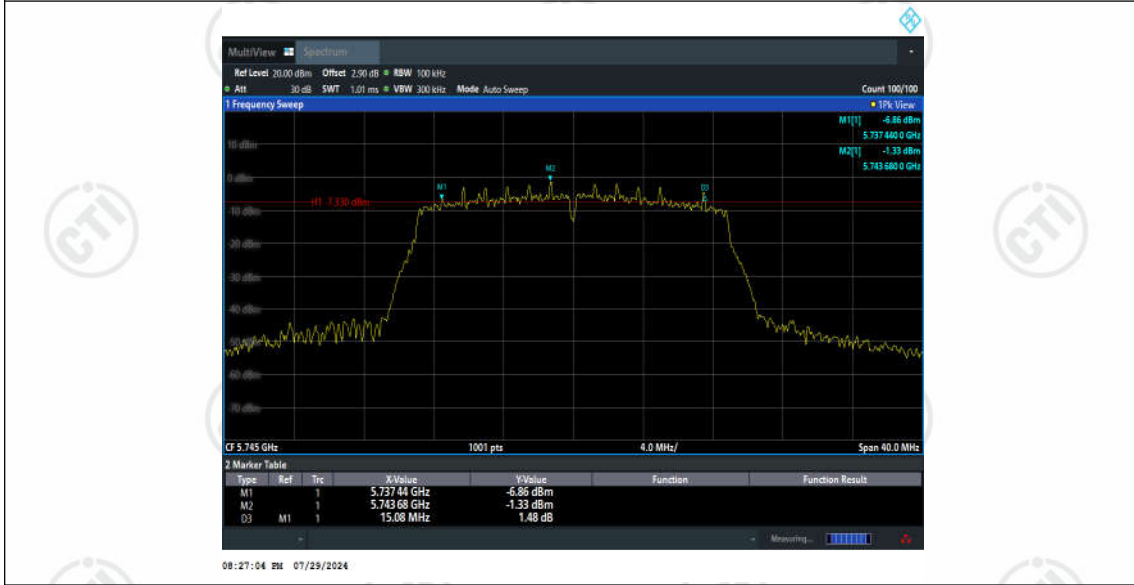 MultiView Spectrum
Ref Level 20.00 dBm Offset 2.90 dB RBW 100 kHz
Att 30 dB SWT 1.01 ms VBW 300 kHz Mode Auto Sweep Count 100/100
1 Frequency Sweep 1Pk View
M1[1] -6.86 dBm
5.737 440 0 GHz
M2[1] -1.33 dBm
5.743 680 0 GHz
10 dBm
M2
0 dBm
M1 D3
H1 -7.330 dBm
-10 dBm
-20 dBm
-30 dBm
-40 dBm
-50 dBm
-60 dBm
-70 dBm
CF 5.745 GHz 1001 pts 4.0 MHz/ Span 40.0 MHz
2 Marker Table
Type Ref Trc X-Value Y-Value Function Function Result
M1 1 5.737 44 GHz -6.86 dBm
M2 1 5.743 68 GHz -1.33 dBm
D3 M1 1 15.08 MHz 1.48 dB
Measuring...
08:27:04 PM 07/29/2024
CTI
CTI